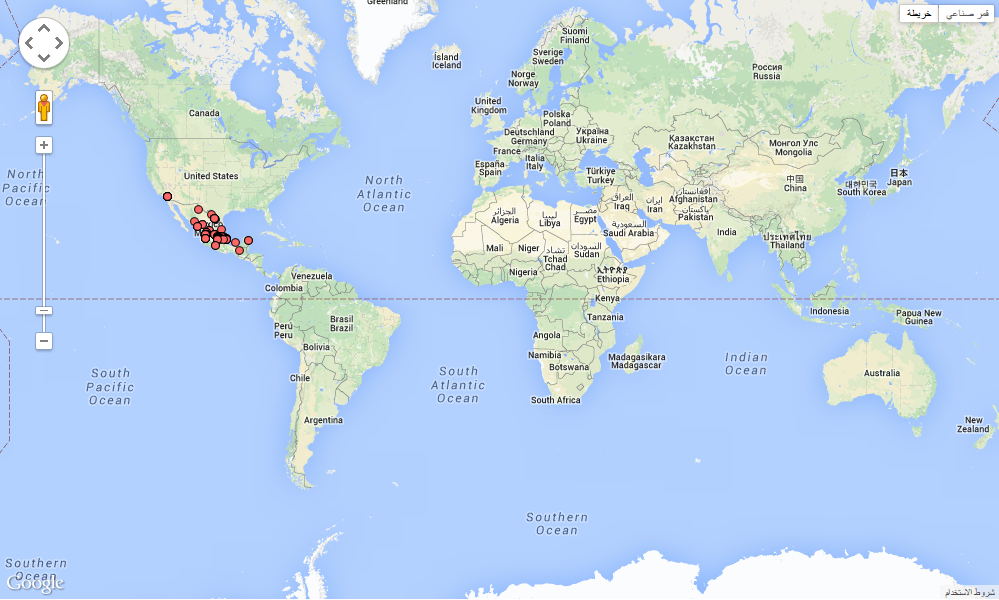 Greenland
قمر صناعي
خريطة
Suomi
Finland
Ísland
Iceland
Sverige
Sweden
Norge
Norway
Россия
Russia
Canada
United
Kingdom
Polska
Poland
Deutschland
Germany
Україна
Ukraine
Казахстан
Kazakhstan
Монгол Улс
Mongolia
France
Italia
Italy
España
Spain
Türkiye
Turkey
United States
North
Pacific
Ocean
North
Atlantic
Ocean
中国
China
대한민국
South Korea
日本
Japan
افغانستان
Afghanistan
پاکستان
Pakistan
ایران
Iran
العراق
Iraq
الجزائر
Algeria
ليبيا
Libya
مصر
Egypt
السعودية
Saudi Arabia
India
ประเทศไทย
Thailand
Mali
Niger
تشاد
Tchad
Chad
السودان
Sudan
Nigeria
ኢትዮጵያ
Ethiopia
Venezuela
Colombia
Kenya
Tanzania
Indonesia
Papua New
Guinea
Perú
Peru
Brasil
Brazil
Bolivia
Angola
Namibia
Botswana
Madagasikara
Madagascar
Chile
South Africa
Argentina
Australia
New
Zealand
South
Pacific
Ocean
South
Atlantic
Ocean
Indian
Ocean
Southern
Ocean
Southern
Ocean
Google
شروط الاستخدام